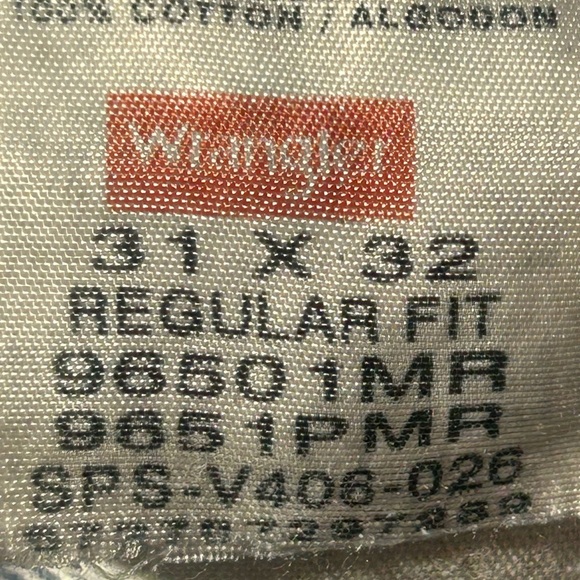 100% COTTON / ALGODON
Wrangler
31 X 32
REGULAR FIT
96501MR
9651PMR
SPS-V406-026